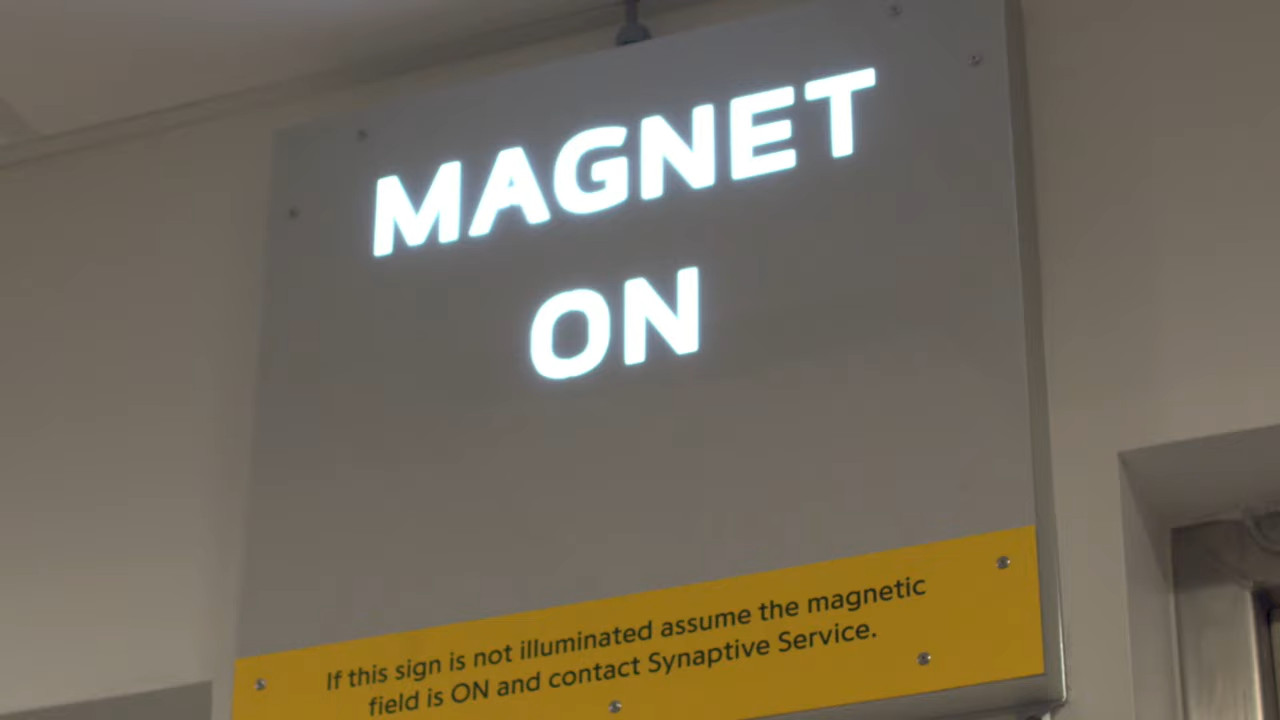 MAGNET
ON
If this sign is not illuminated assume the magnetic
field is ON and contact Synaptive Service.